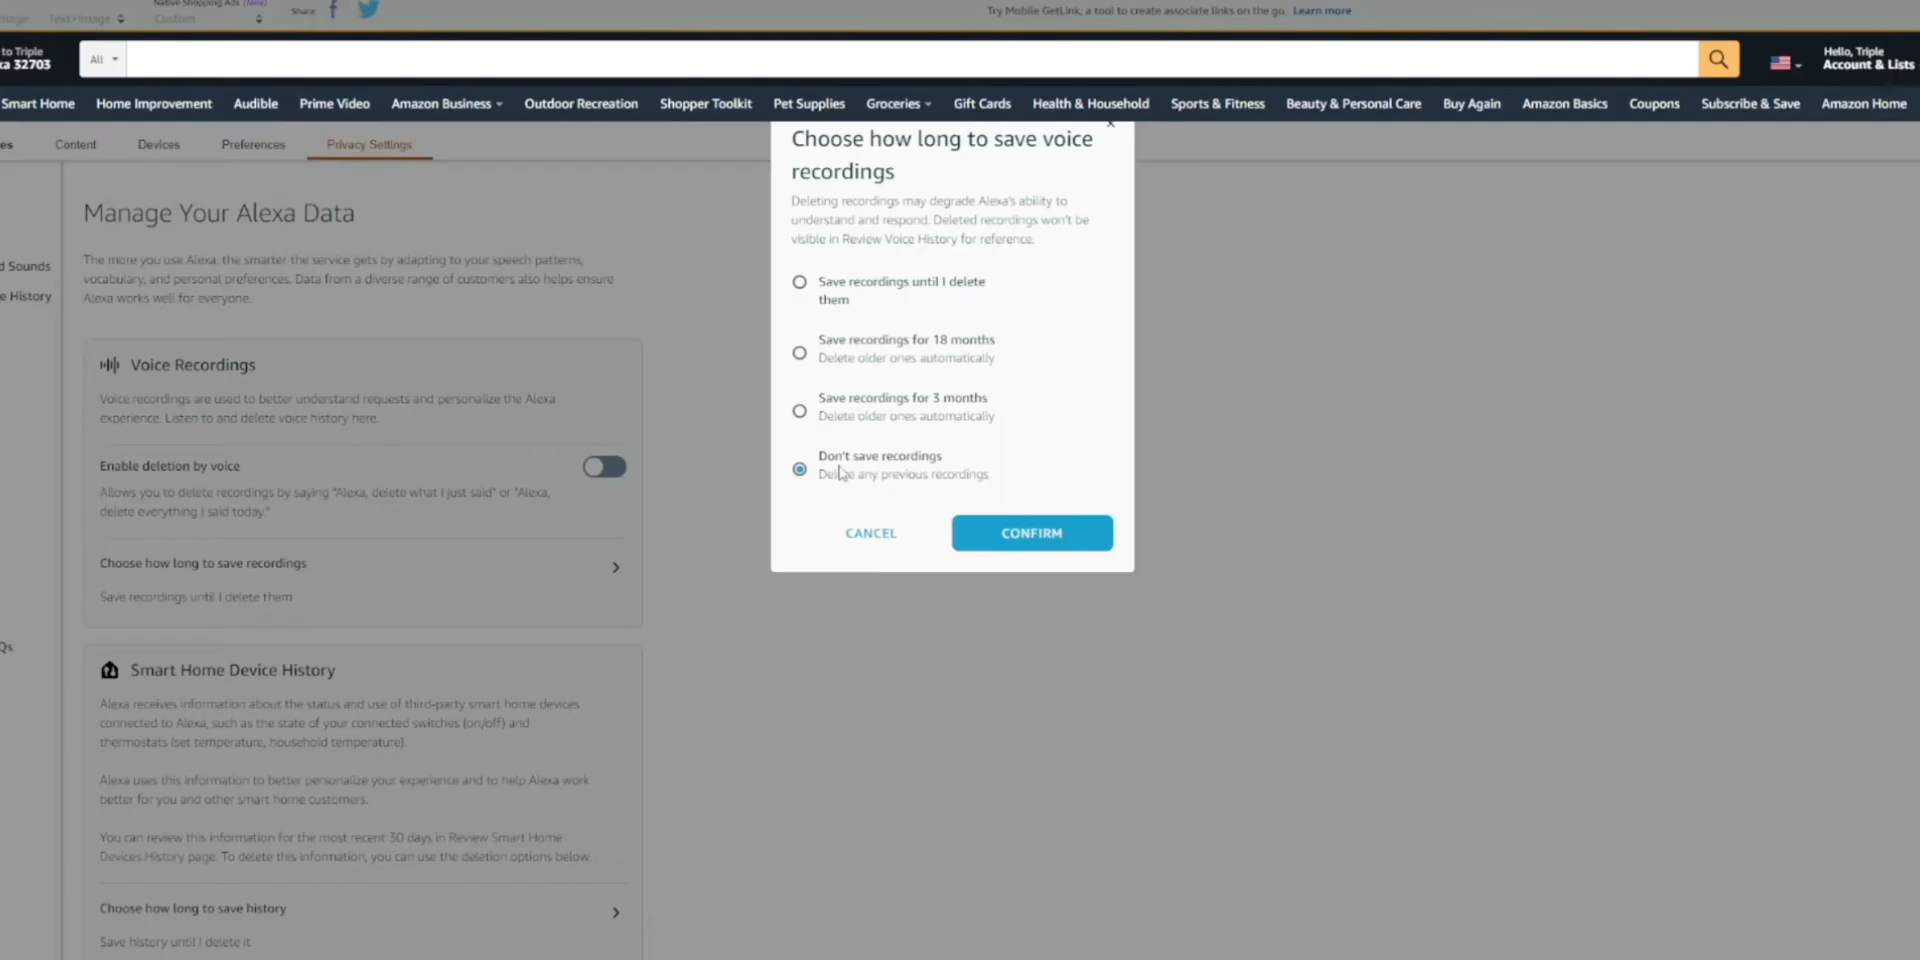 Native Shopping Ads (New)
Text+Image
Custom
Share:
Try Mobile GetLink, a tool to create associate links on the go. Learn more
to Triple
32703
All
Hello, Triple
Account & Lists
Smart Home
Home Improvement
Audible
Prime Video
Amazon Business
Outdoor Recreation
Shopper Toolkit
Pet Supplies
Groceries
Gift Cards
Health & Household
Sports & Fitness
Beauty & Personal Care
Buy Again
Amazon Basics
Coupons
Subscribe & Save
Amazon Home
Content
Devices
Preferences
Privacy Settings
Sounds
History
Manage Your Alexa Data
The more you use Alexa, the smarter the service gets by adapting to your speech patterns,
vocabulary, and personal preferences. Data from a diverse range of customers also helps ensure
Alexa works well for everyone.
Voice Recordings
Voice recordings are used to better understand requests and personalize the Alexa
experience. Listen to and delete voice history here.
Enable deletion by voice
Allows you to delete recordings by saying "Alexa, delete what I just said" or "Alexa,
delete everything I said today."
Choose how long to save recordings
Save recordings until I delete them
Smart Home Device History
Alexa receives information about the status and use of third-party smart home devices
connected to Alexa, such as the state of your connected switches (on/off) and
thermostats (set temperature, household temperature).
Alexa uses this information to better personalize your experience and to help Alexa work
better for you and other smart home customers.
You can review this information for the most recent 30 days in Review Smart Home
Devices History page. To delete this information, you can use the deletion options below.
Choose how long to save history
Save history until I delete it
Choose how long to save voice
recordings
Deleting recordings may degrade Alexa's ability to
understand and respond. Deleted recordings won't be
visible in Review Voice History for reference.
Save recordings until I delete
them
Save recordings for 18 months
Delete older ones automatically
Save recordings for 3 months
Delete older ones automatically
Don't save recordings
Delete any previous recordings
CANCEL
CONFIRM